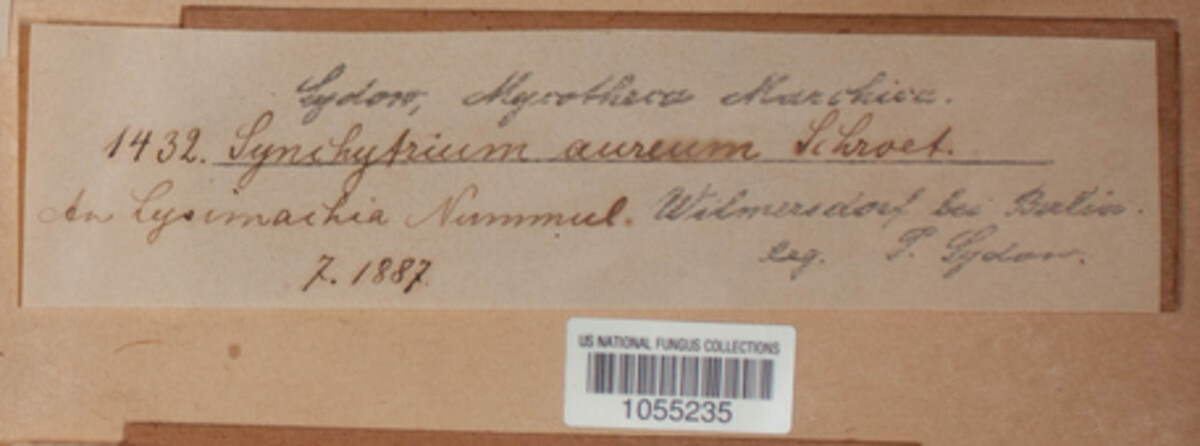 Sydow, Mycotheca Marchica.
1432. Synchytrium aureum Schroet.
An Lysimachia Nummul. Wilmersdorf bei Berlin.
7. 1887. leg. P. Sydow.
US NATIONAL FUNGUS COLLECTIONS
1055235